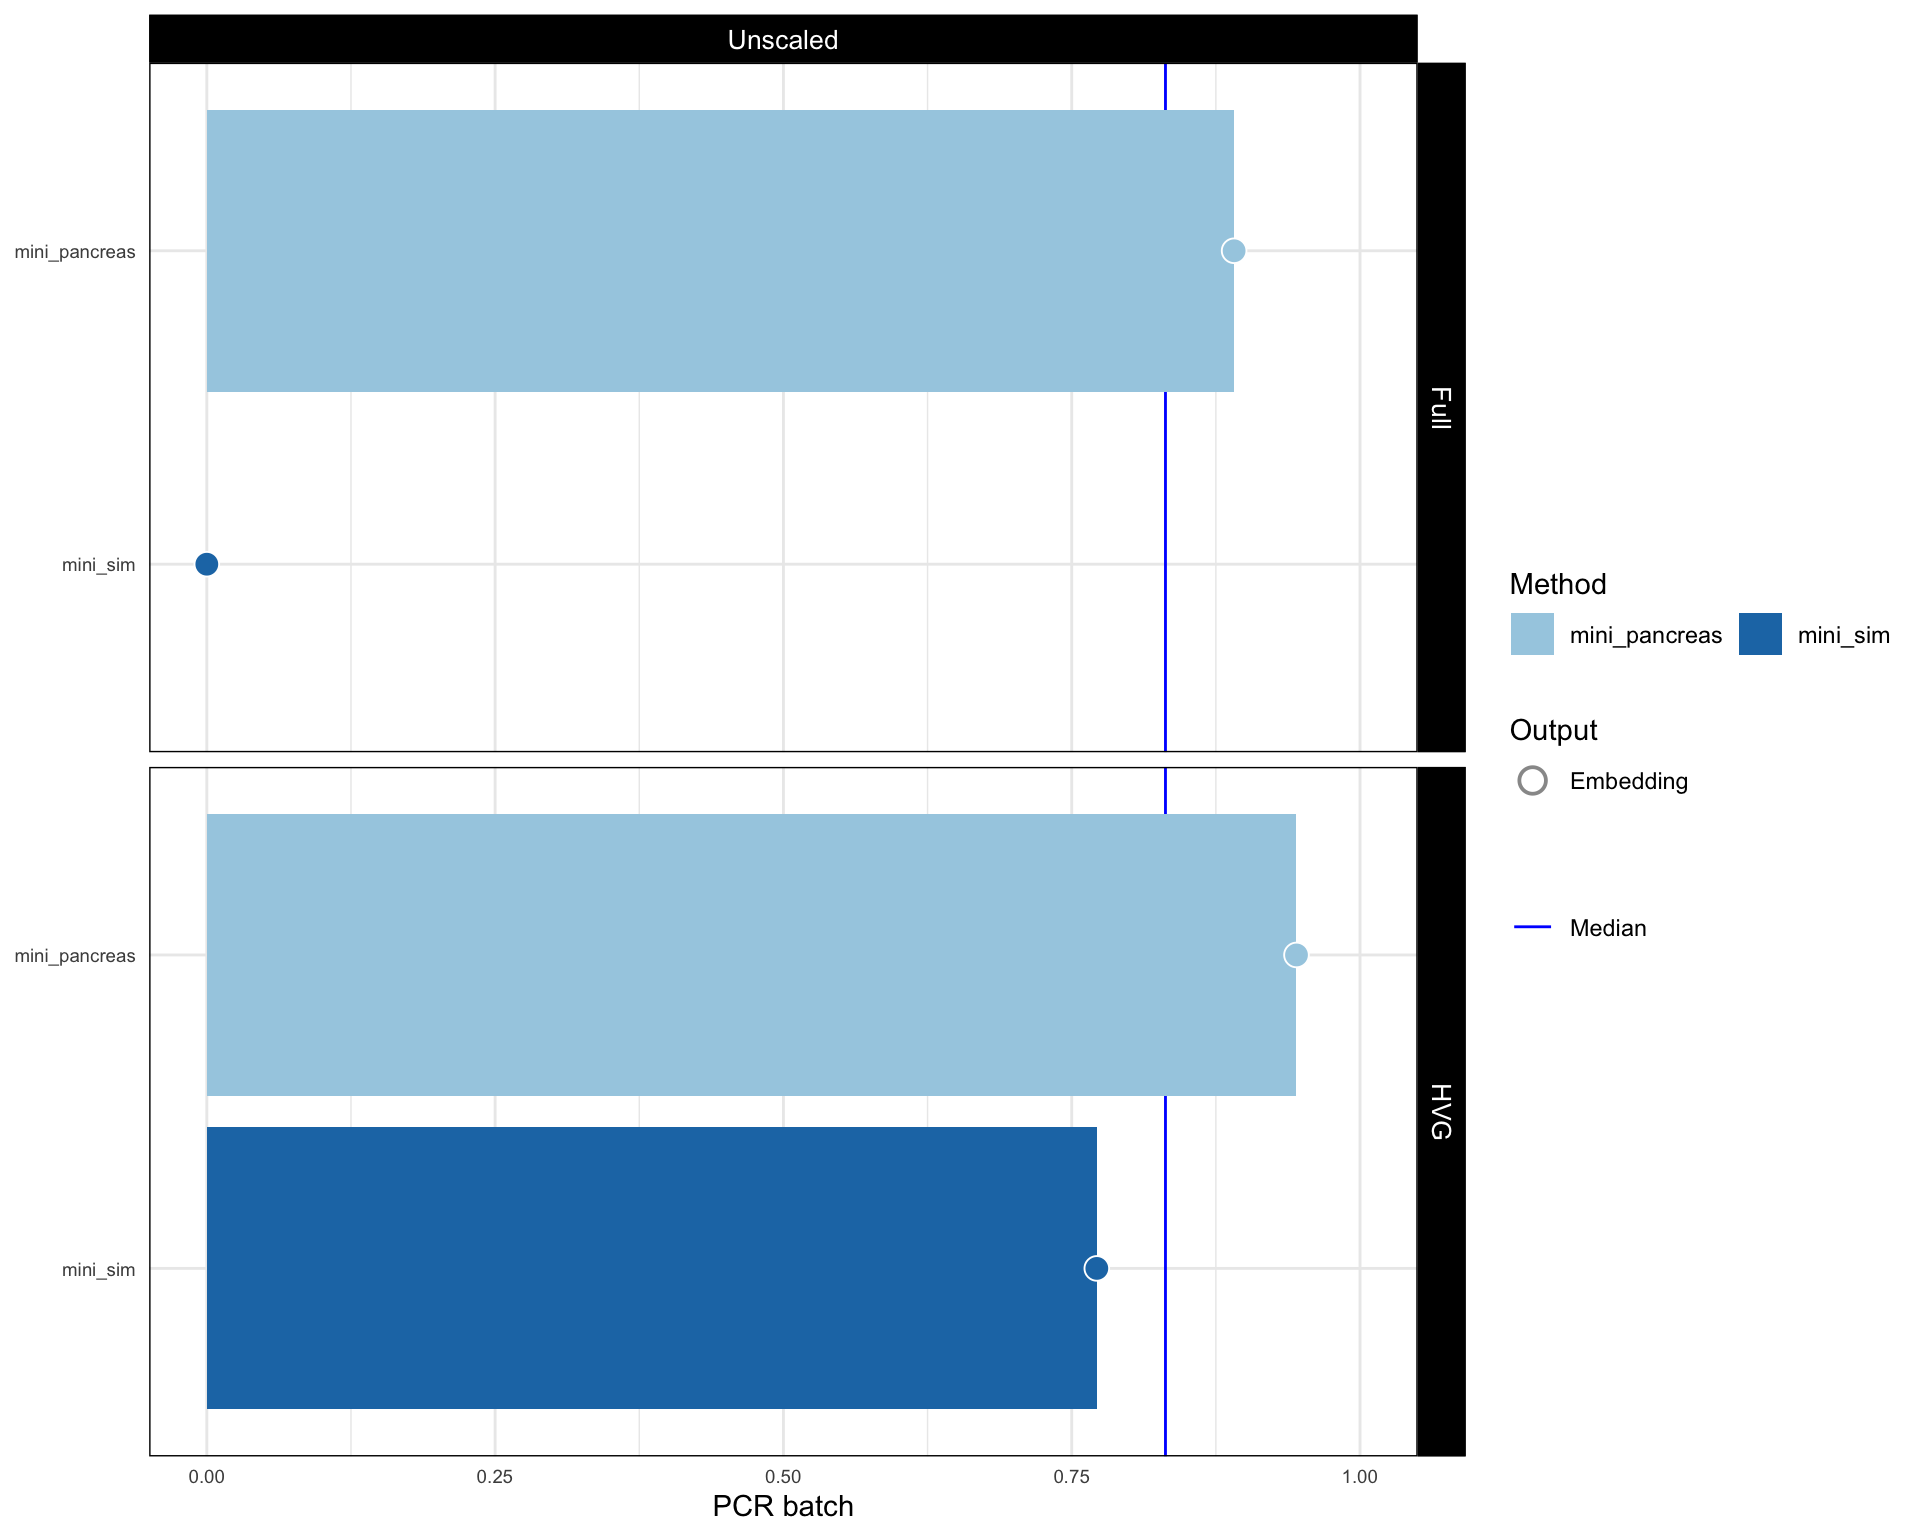 Unscaled
mini_pancreas
mini_sim
Full
mini_pancreas
mini_sim
HVG
0.00 0.25 0.50 0.75 1.00
PCR batch
Method
mini_pancreas mini_sim
Output
Embedding
Median